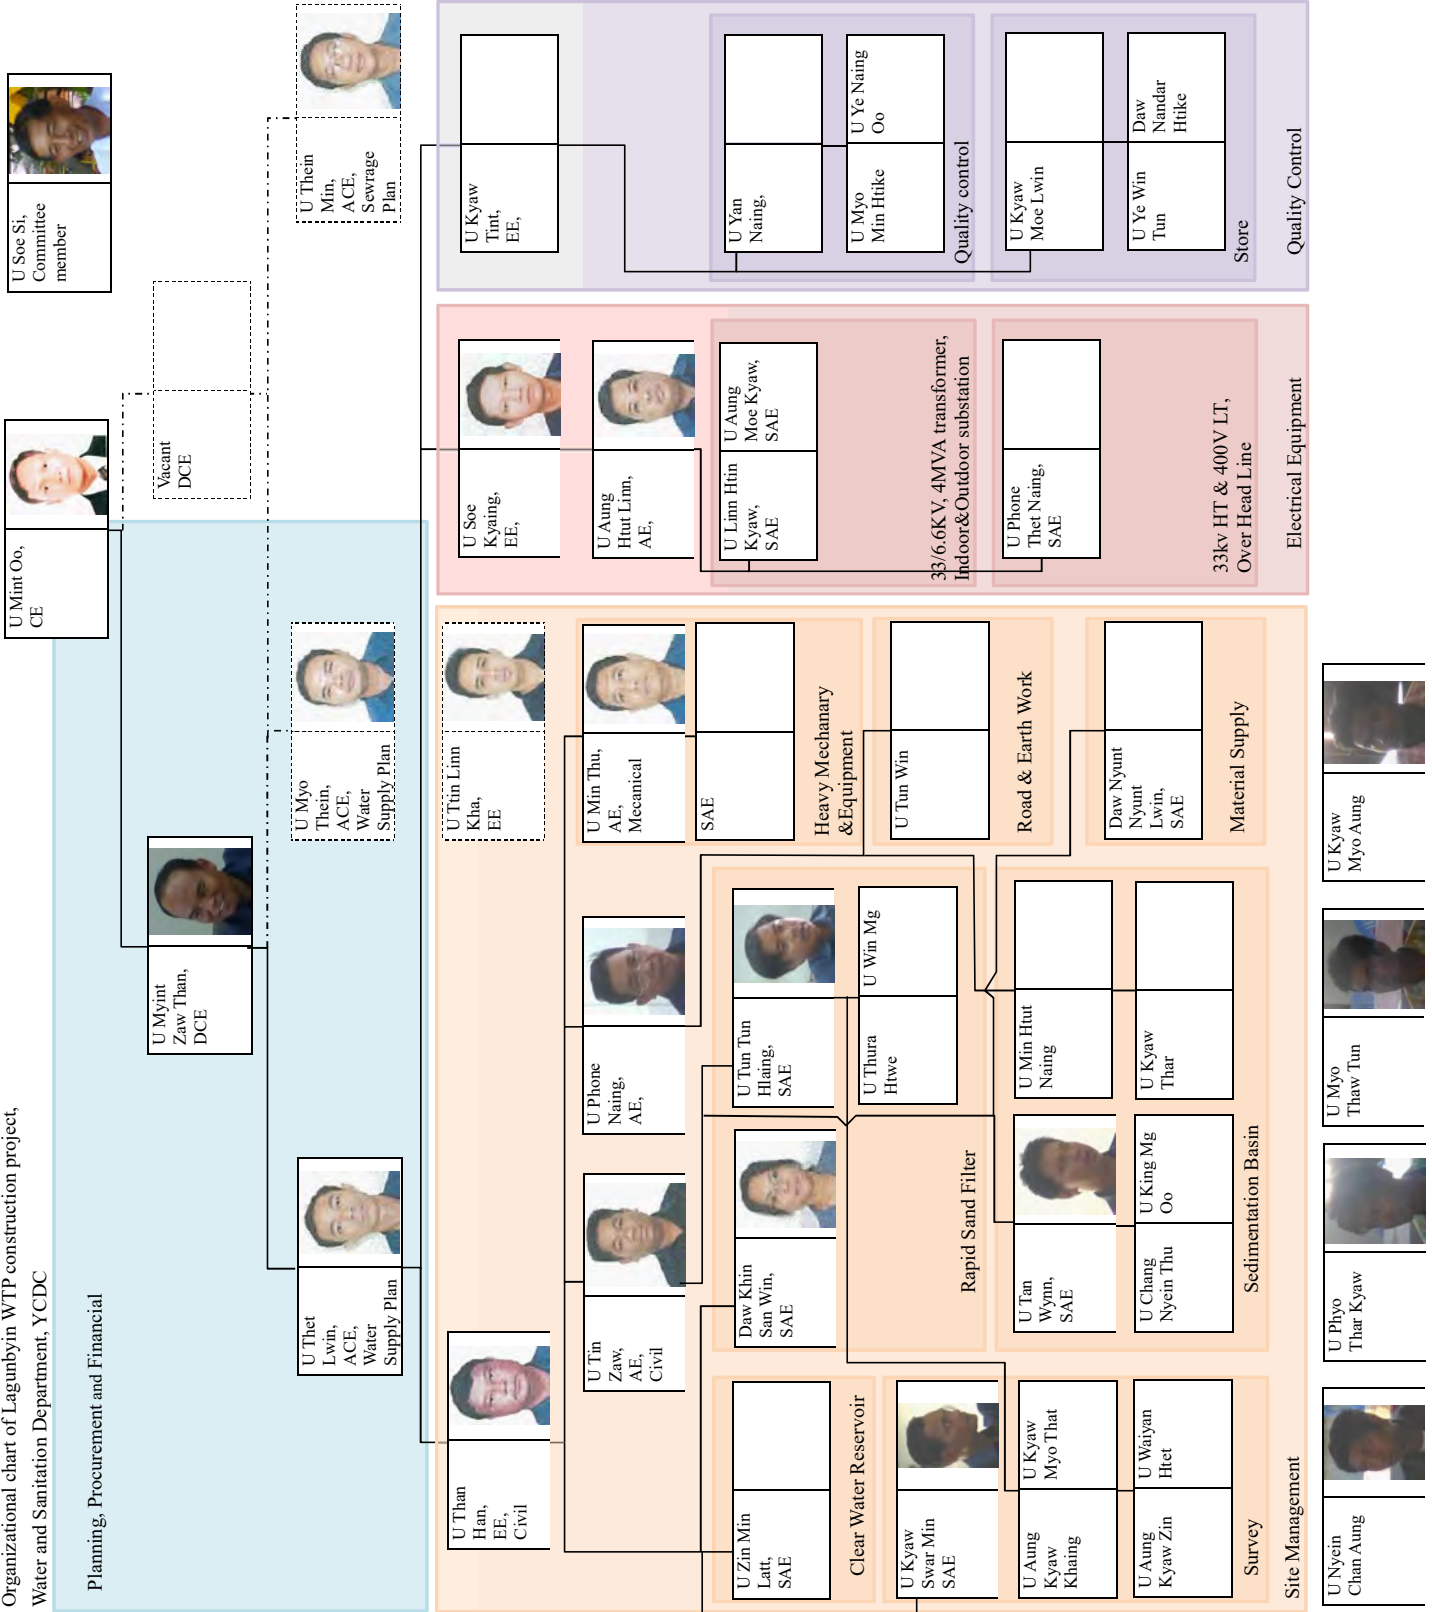 Organizational chart of Lagunbyin WTP construction project,
Water and Sanitation Department, YCDC
U Mint Oo,
CE
U Soe Si,
Committee
member
Planning, Procurement and Financial
U Myint
Zaw Than,
DCE
Vacant
DCE
U Thet
Lwin,
ACE,
Water
Supply Plan
U Myo
Thein,
ACE,
Water
Supply Plan
U Thein
Min,
ACE,
Sewrage
Plan
U Than
Han,
EE,
Civil
U Ttin Linn
Kha,
EE
U Soe
Kyaing,
EE,
U Kyaw
Tint,
EE,
U Tin
Zaw,
AE,
Civil
U Phone
Naing,
AE,
U Min Thu,
AE,
Mecanical
SAE
Heavy Mechanary
&Equipment
U Aung
Htut Linn,
AE,
U Zin Min
Latt,
SAE
Clear Water Reservoir
Daw Khin
San Win,
SAE
U Tun Tun
Hlaing,
SAE
U Thura
Htwe
U Win Mg
Rapid Sand Filter
U Tun Win
Road & Earth Work
U Linn Htin
Kyaw,
SAE
U Aung
Moe Kyaw,
SAE
33/6.6KV, 4MVA transformer,
Indoor&Outdoor substation
U Yan
Naing,
U Myo
Min Htike
U Ye Naing
Oo
Quality control
U Kyaw
Swar Min
SAE
U Aung
Kyaw
Khaing
U Kyaw
Myo That
U Aung
Kyaw Zin
U Waiyan
Htet
Survey
U Tan
Wynn,
SAE
U Chang
Nyein Thu
U King Mg
Oo
U Min Htut
Naing
U Kyaw
Thar
Sedimentation Basin
Daw Nyunt
Nyunt
Lwin,
SAE
Material Supply
Site Management
U Phone
Thet Naing,
SAE
33kv HT & 400V LT,
Over Head Line
Electrical Equipment
U Kyaw
Moe Lwin
U Ye Win
Tun
Daw
Nandar
Htike
Store
Quality Control
U Nyein
Chan Aung
U Phyo
Thar Kyaw
U Myo
Thaw Tun
U Kyaw
Myo Aung